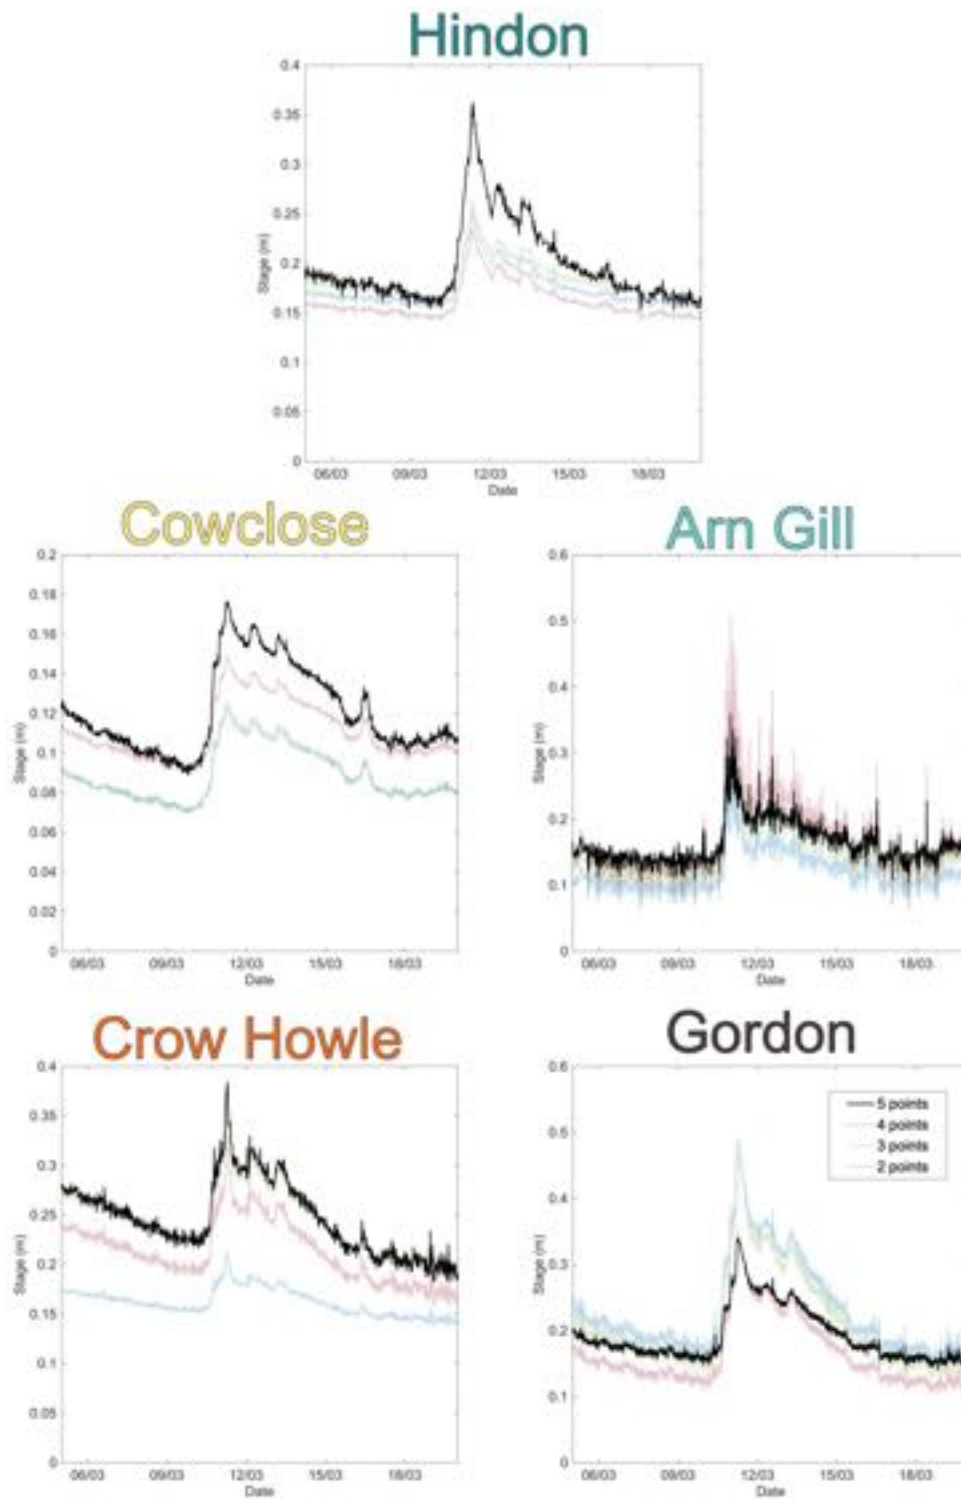 Hindon
0.4
0.35
0.3
0.25
0.2
0.15
0.1
0.05
0
Stage (m)
06/03 09/03 12/03 15/03 18/03
Date
Cowclose
0.2
0.18
0.16
0.14
0.12
0.1
0.08
0.06
0.04
0.02
0
Stage (m)
06/03 09/03 12/03 15/03 18/03
Date
Arn Gill
0.6
0.5
0.4
0.3
0.2
0.1
0
Stage (m)
06/03 09/03 12/03 15/03 18/03
Date
Crow Howle
0.4
0.35
0.3
0.25
0.2
0.15
0.1
0.05
0
Stage (m)
06/03 09/03 12/03 15/03 18/03
Date
Gordon
0.6
0.5
0.4
0.3
0.2
0.1
0
Stage (m)
5 points
4 points
3 points
2 points
06/03 09/03 12/03 15/03 18/03
Date